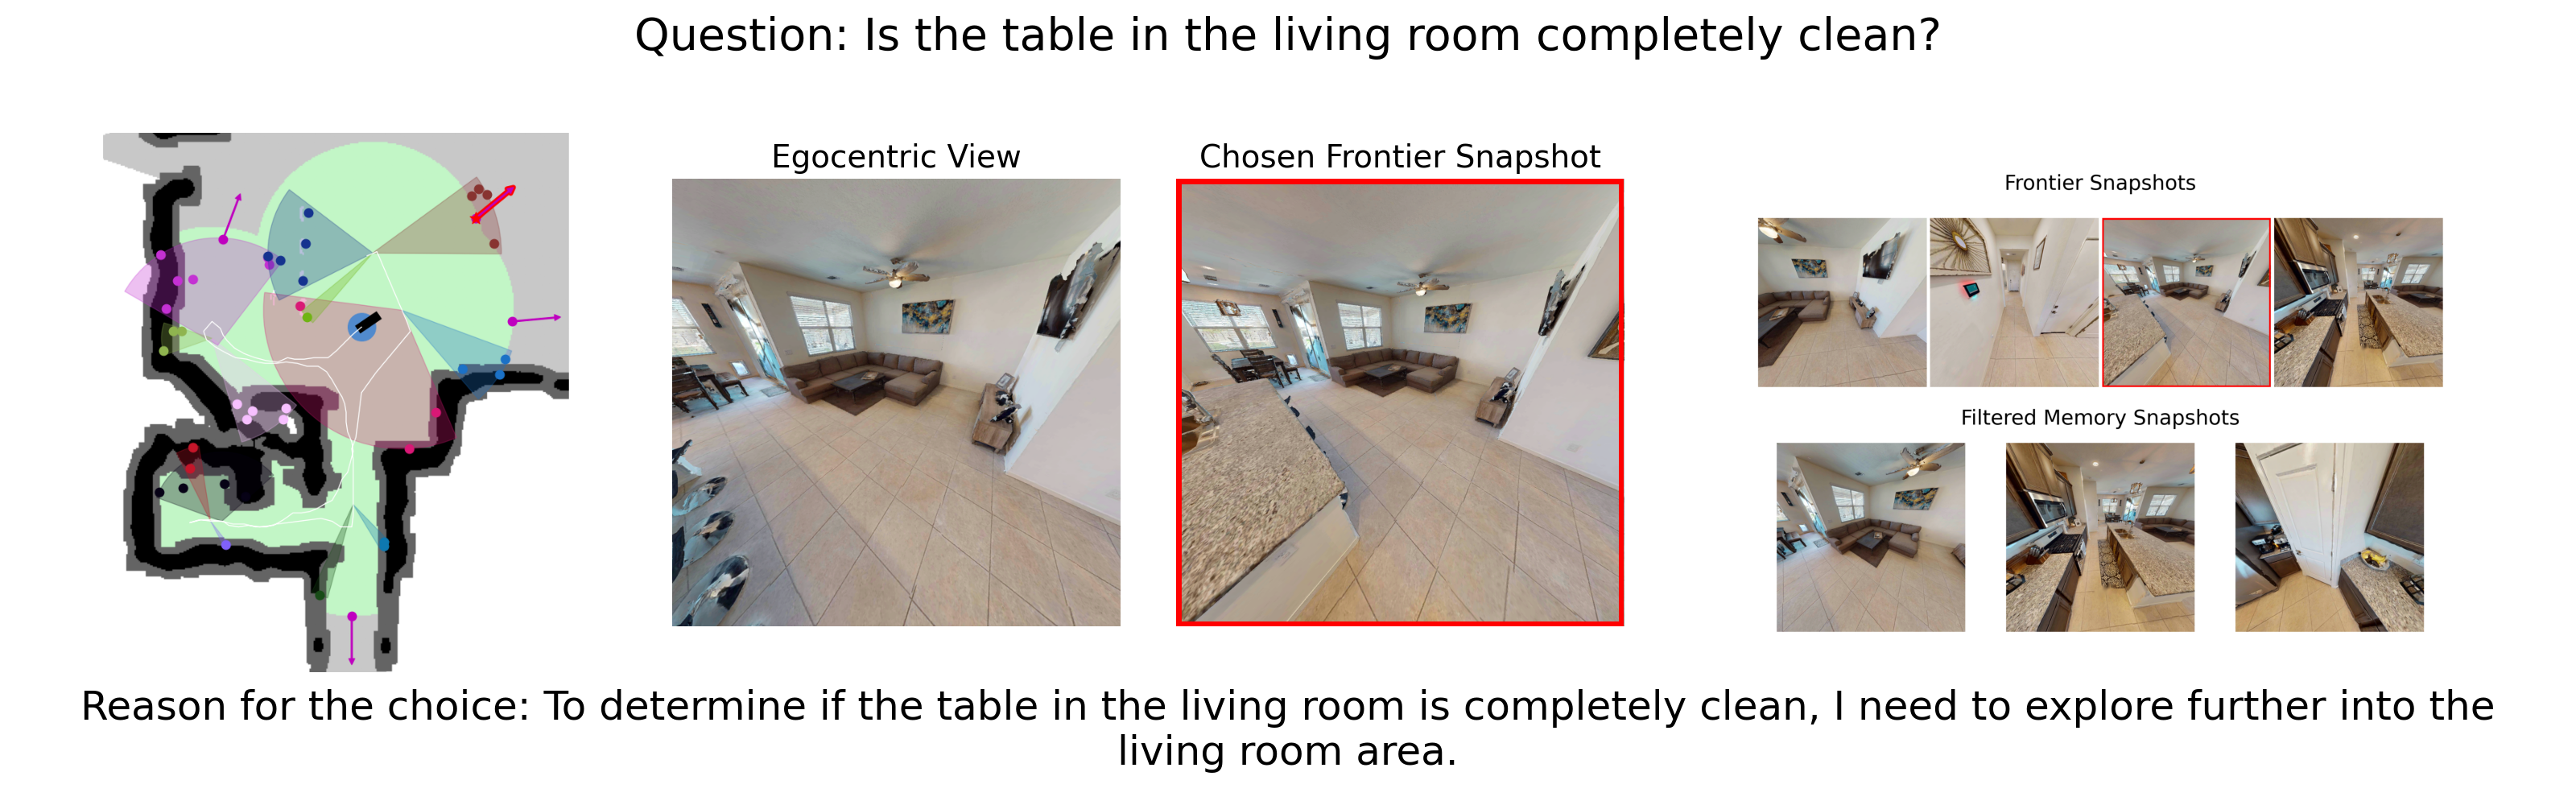 Question: Is the table in the living room completely clean?
Egocentric View
Chosen Frontier Snapshot
Frontier Snapshots
Filtered Memory Snapshots
Reason for the choice: To determine if the table in the living room is completely clean, I need to explore further into the
living room area.